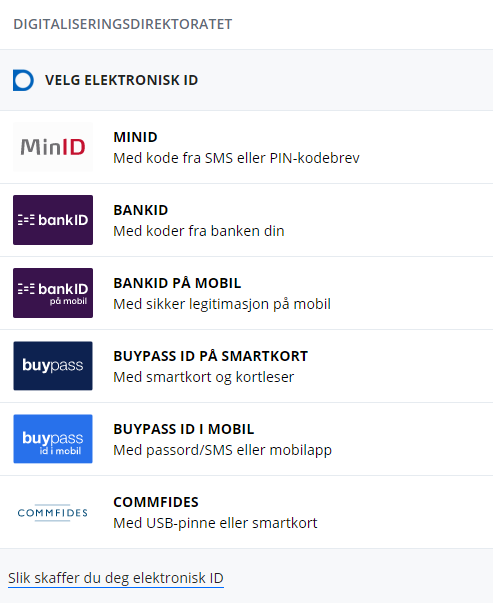 DIGITALISERINGSDIREKTORATET
VELG ELEKTRONISK ID
MinID
MINID
Med kode fra SMS eller PIN-kodebrev
bankID
BANKID
Med koder fra banken din
bankID
på mobil
BANKID PÅ MOBIL
Med sikker legitimasjon på mobil
buypass
BUYPASS ID PÅ SMARTKORT
Med smartkort og kortleser
buypass
id i mobil
BUYPASS ID I MOBIL
Med passord/SMS eller mobilapp
COMMFIDES
COMMFIDES
Med USB-pinne eller smartkort
Slik skaffer du deg elektronisk ID